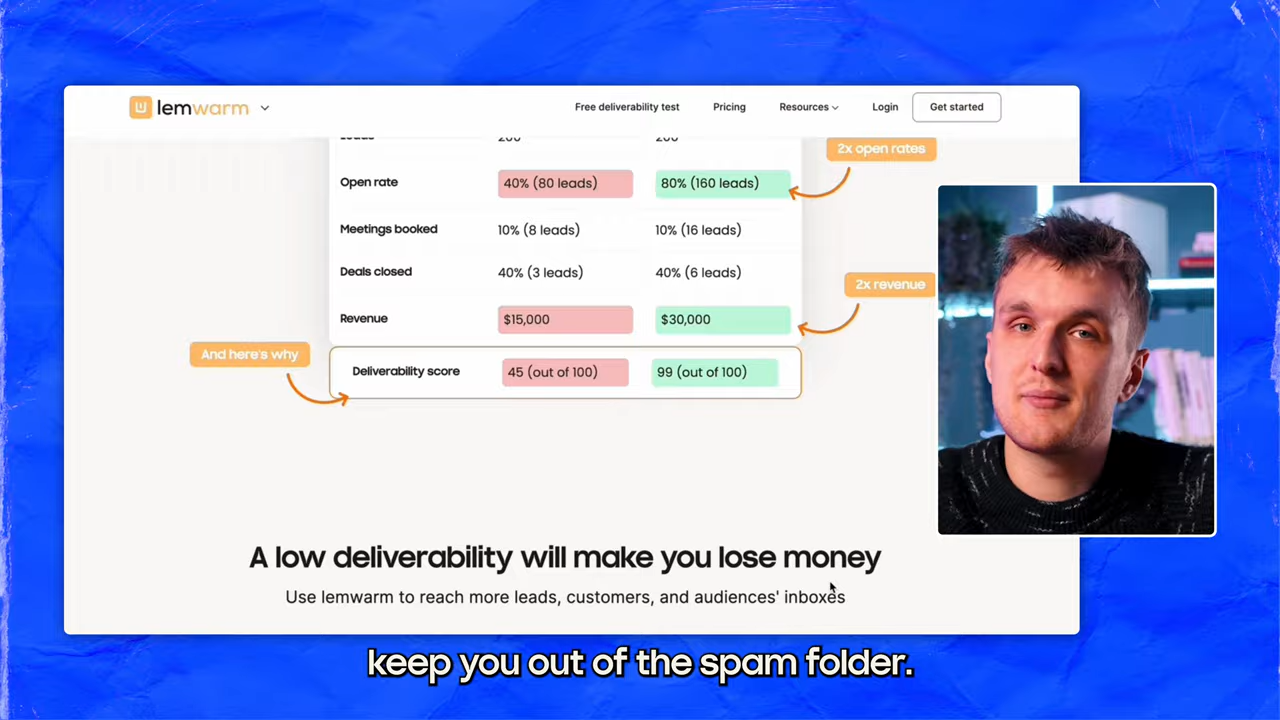 lemwarm
Free deliverability test Pricing Resources Login Get started
Leads 200 200
2x open rates
Open rate 40% (80 leads) 80% (160 leads)
Meetings booked 10% (8 leads) 10% (16 leads)
Deals closed 40% (3 leads) 40% (6 leads)
2x revenue
Revenue $15,000 $30,000
And here's why
Deliverability score 45 (out of 100) 99 (out of 100)
A low deliverability will make you lose money
Use lemwarm to reach more leads, customers, and audiences' inboxes
keep you out of the spam folder.